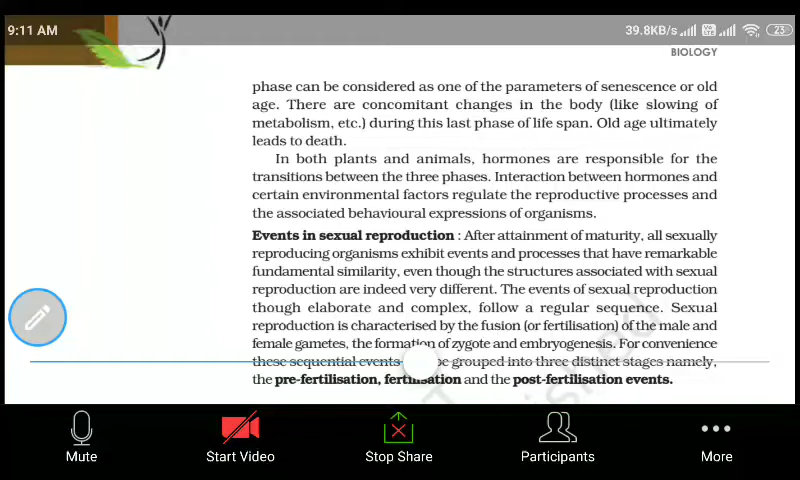 9:11 AM
39.8KB/s
23
BIOLOGY
phase can be considered as one of the parameters of senescence or old
age. There are concomitant changes in the body (like slowing of
metabolism, etc.) during this last phase of life span. Old age ultimately
leads to death.
In both plants and animals, hormones are responsible for the
transitions between the three phases. Interaction between hormones and
certain environmental factors regulate the reproductive processes and
the associated behavioural expressions of organisms.
Events in sexual reproduction : After attainment of maturity, all sexually
reproducing organisms exhibit events and processes that have remarkable
fundamental similarity, even though the structures associated with sexual
reproduction are indeed very different. The events of sexual reproduction
though elaborate and complex, follow a regular sequence. Sexual
reproduction is characterised by the fusion (or fertilisation) of the male and
female gametes, the formation of zygote and embryogenesis. For convenience
these sequential events be grouped into three distinct stages namely,
the pre-fertilisation, fertilisation and the post-fertilisation events.
Mute
Start Video
Stop Share
Participants
More